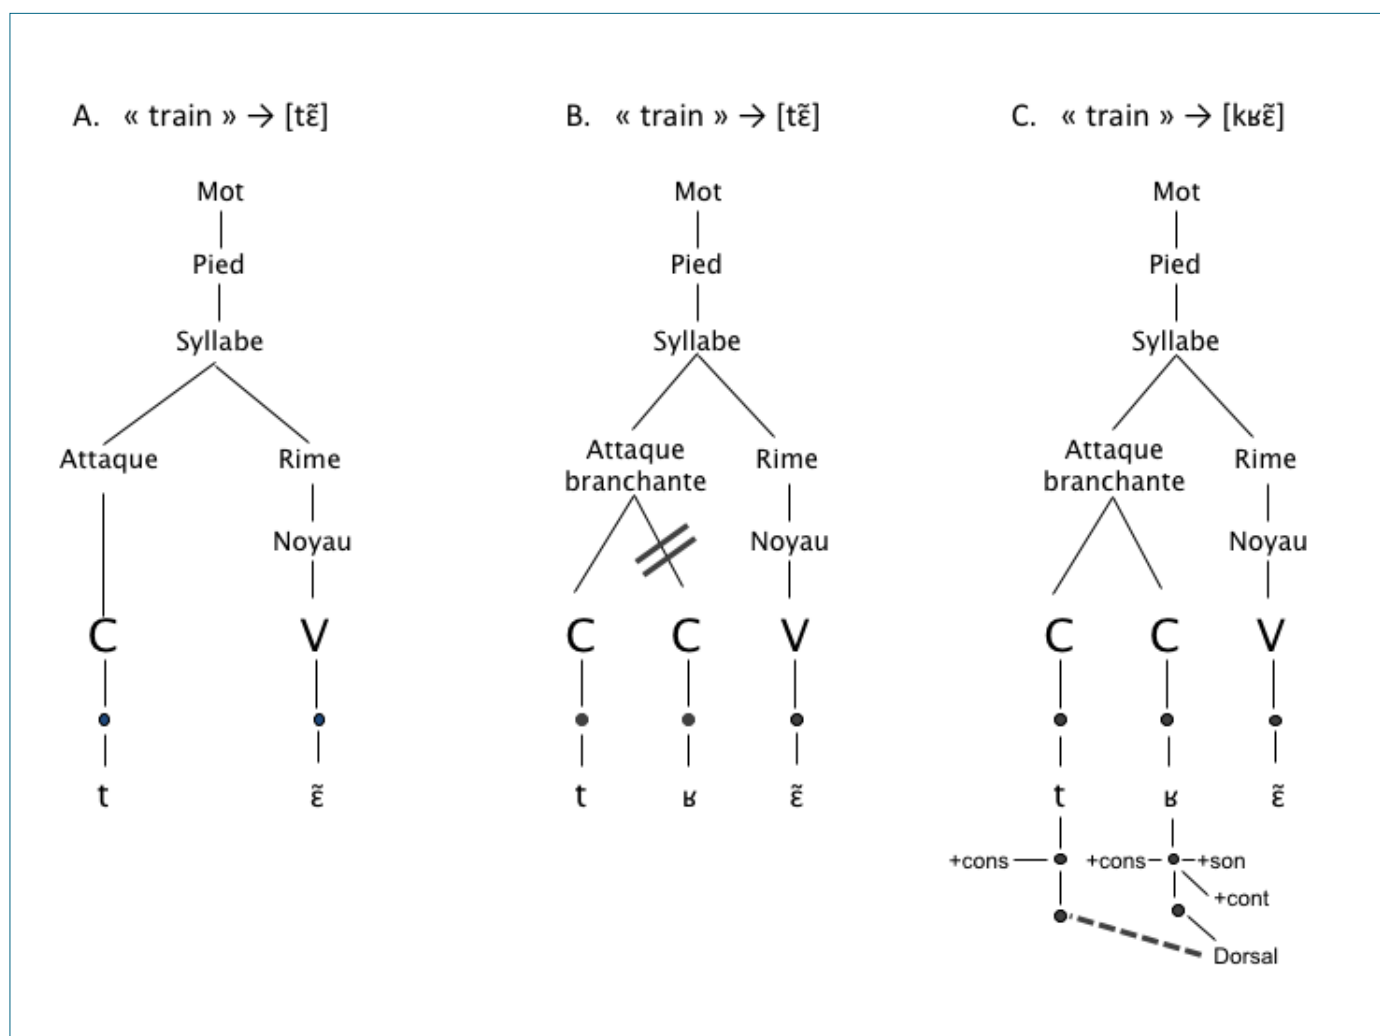 A. « train » → [tɛ̃]
Mot
Pied
Syllabe
Attaque Rime
Noyau
C V
t ɛ̃
B. « train » → [tɛ̃]
Mot
Pied
Syllabe
Attaque
branchante
Rime
Noyau
C C V
t ʁ ɛ̃
C. « train » → [kʁɛ̃]
Mot
Pied
Syllabe
Attaque
branchante
Rime
Noyau
C C V
t ʁ ɛ̃
+cons +cons +son
+cont
Dorsal